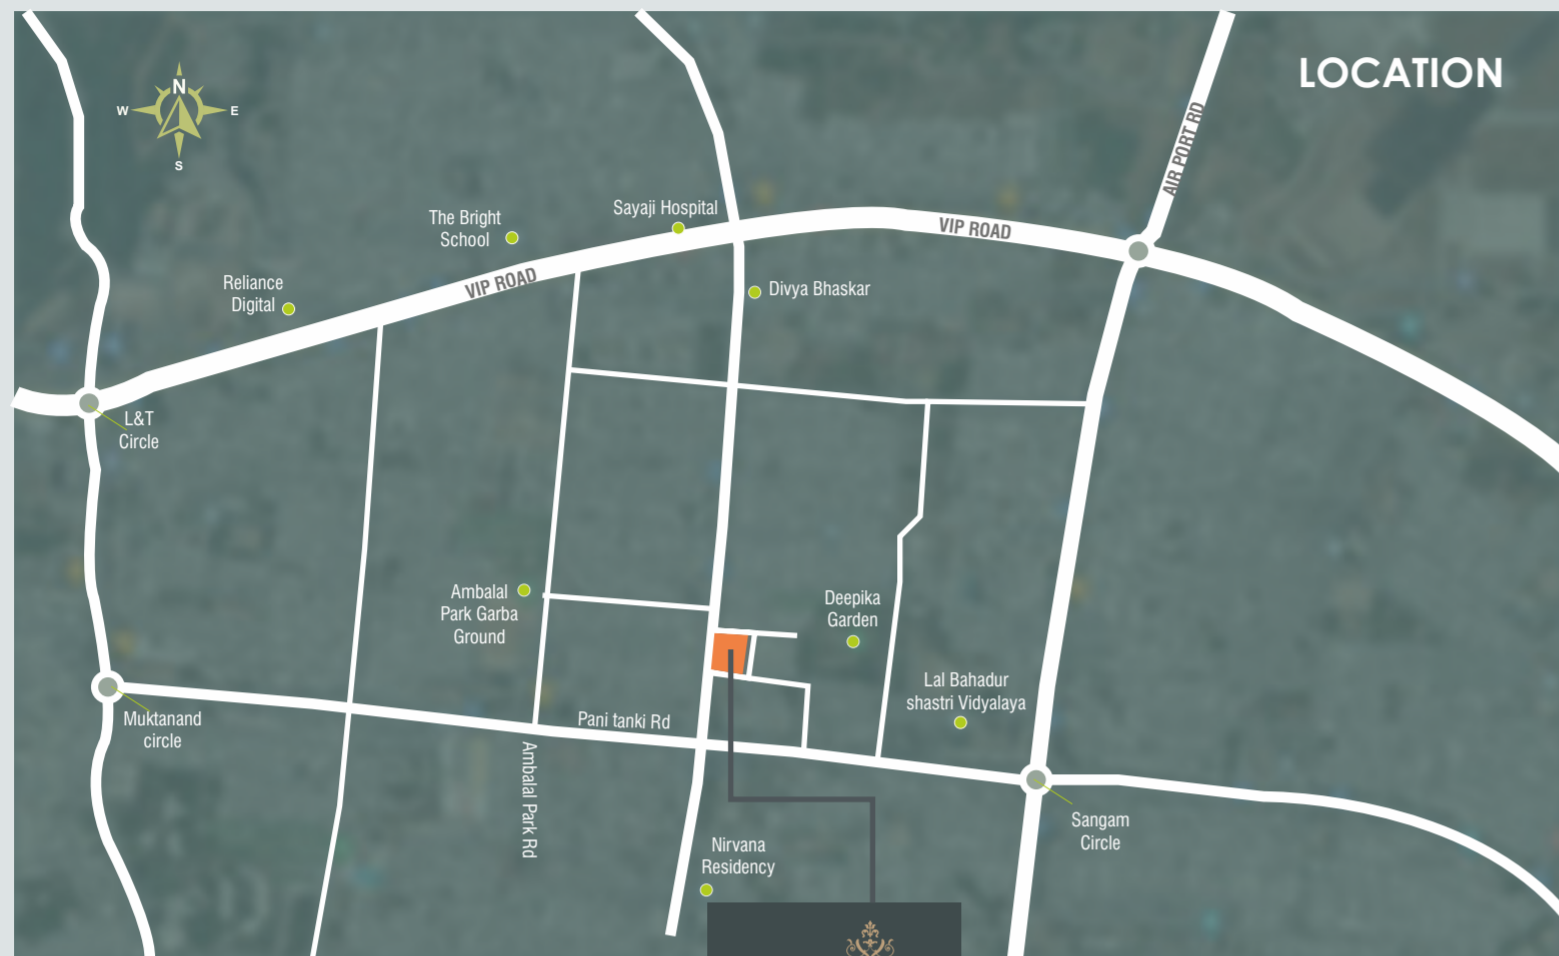 LOCATION
N
W
E
S
AIR PORT RD
Sayaji Hospital
The Bright
School
VIP ROAD
VIP ROAD
Reliance
Digital
Divya Bhaskar
L&T
Circle
Ambalal
Park Garba
Ground
Deepika
Garden
Lal Bahadur
shastri Vidyalaya
Muktanand
circle
Pani tanki Rd
Ambalal Park Rd
Sangam
Circle
Nirvana
Residency